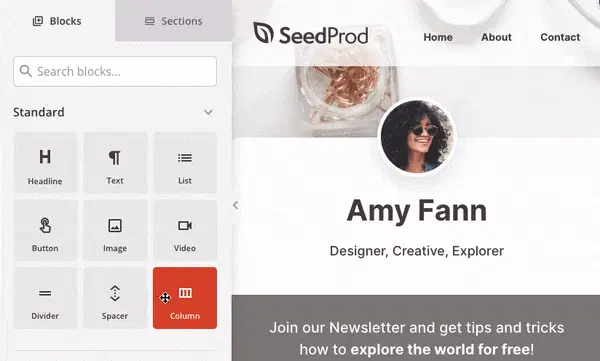 Blocks
Sections
Search blocks...
Standard
Headline
Text
List
Button
Image
Video
Divider
Spacer
Column
SeedProd
Home
About
Contact
Amy Fann
Designer, Creative, Explorer
Join our Newsletter and get tips and tricks
how to explore the world for free!